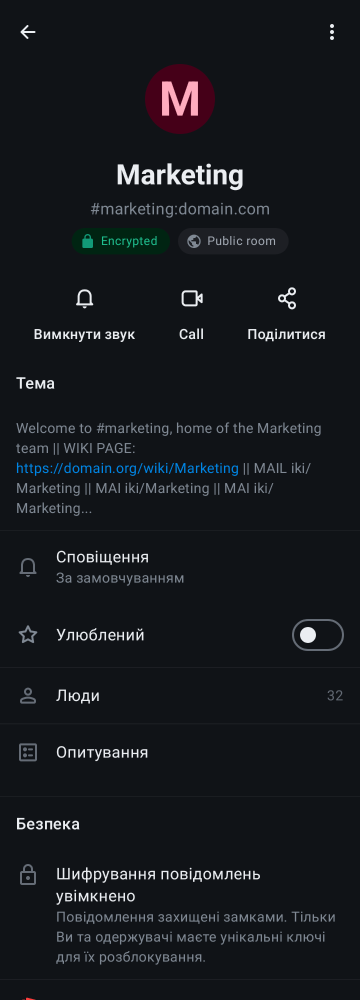 M
Marketing
#marketing:domain.com
Encrypted
Public room
Вимкнути звук
Call
Поділитися
Тема
Welcome to #marketing, home of the Marketing
team || WIKI PAGE:
https://domain.org/wiki/Marketing || MAIL iki/
Marketing || MAI iki/Marketing || MAI iki/
Marketing...
Сповіщення
За замовчуванням
Улюблений
Люди
32
Опитування
Безпека
Шифрування повідомлень
увімкнено
Повідомлення захищені замками. Тільки
Ви та одержувачі маєте унікальні ключі
для їх розблокування.